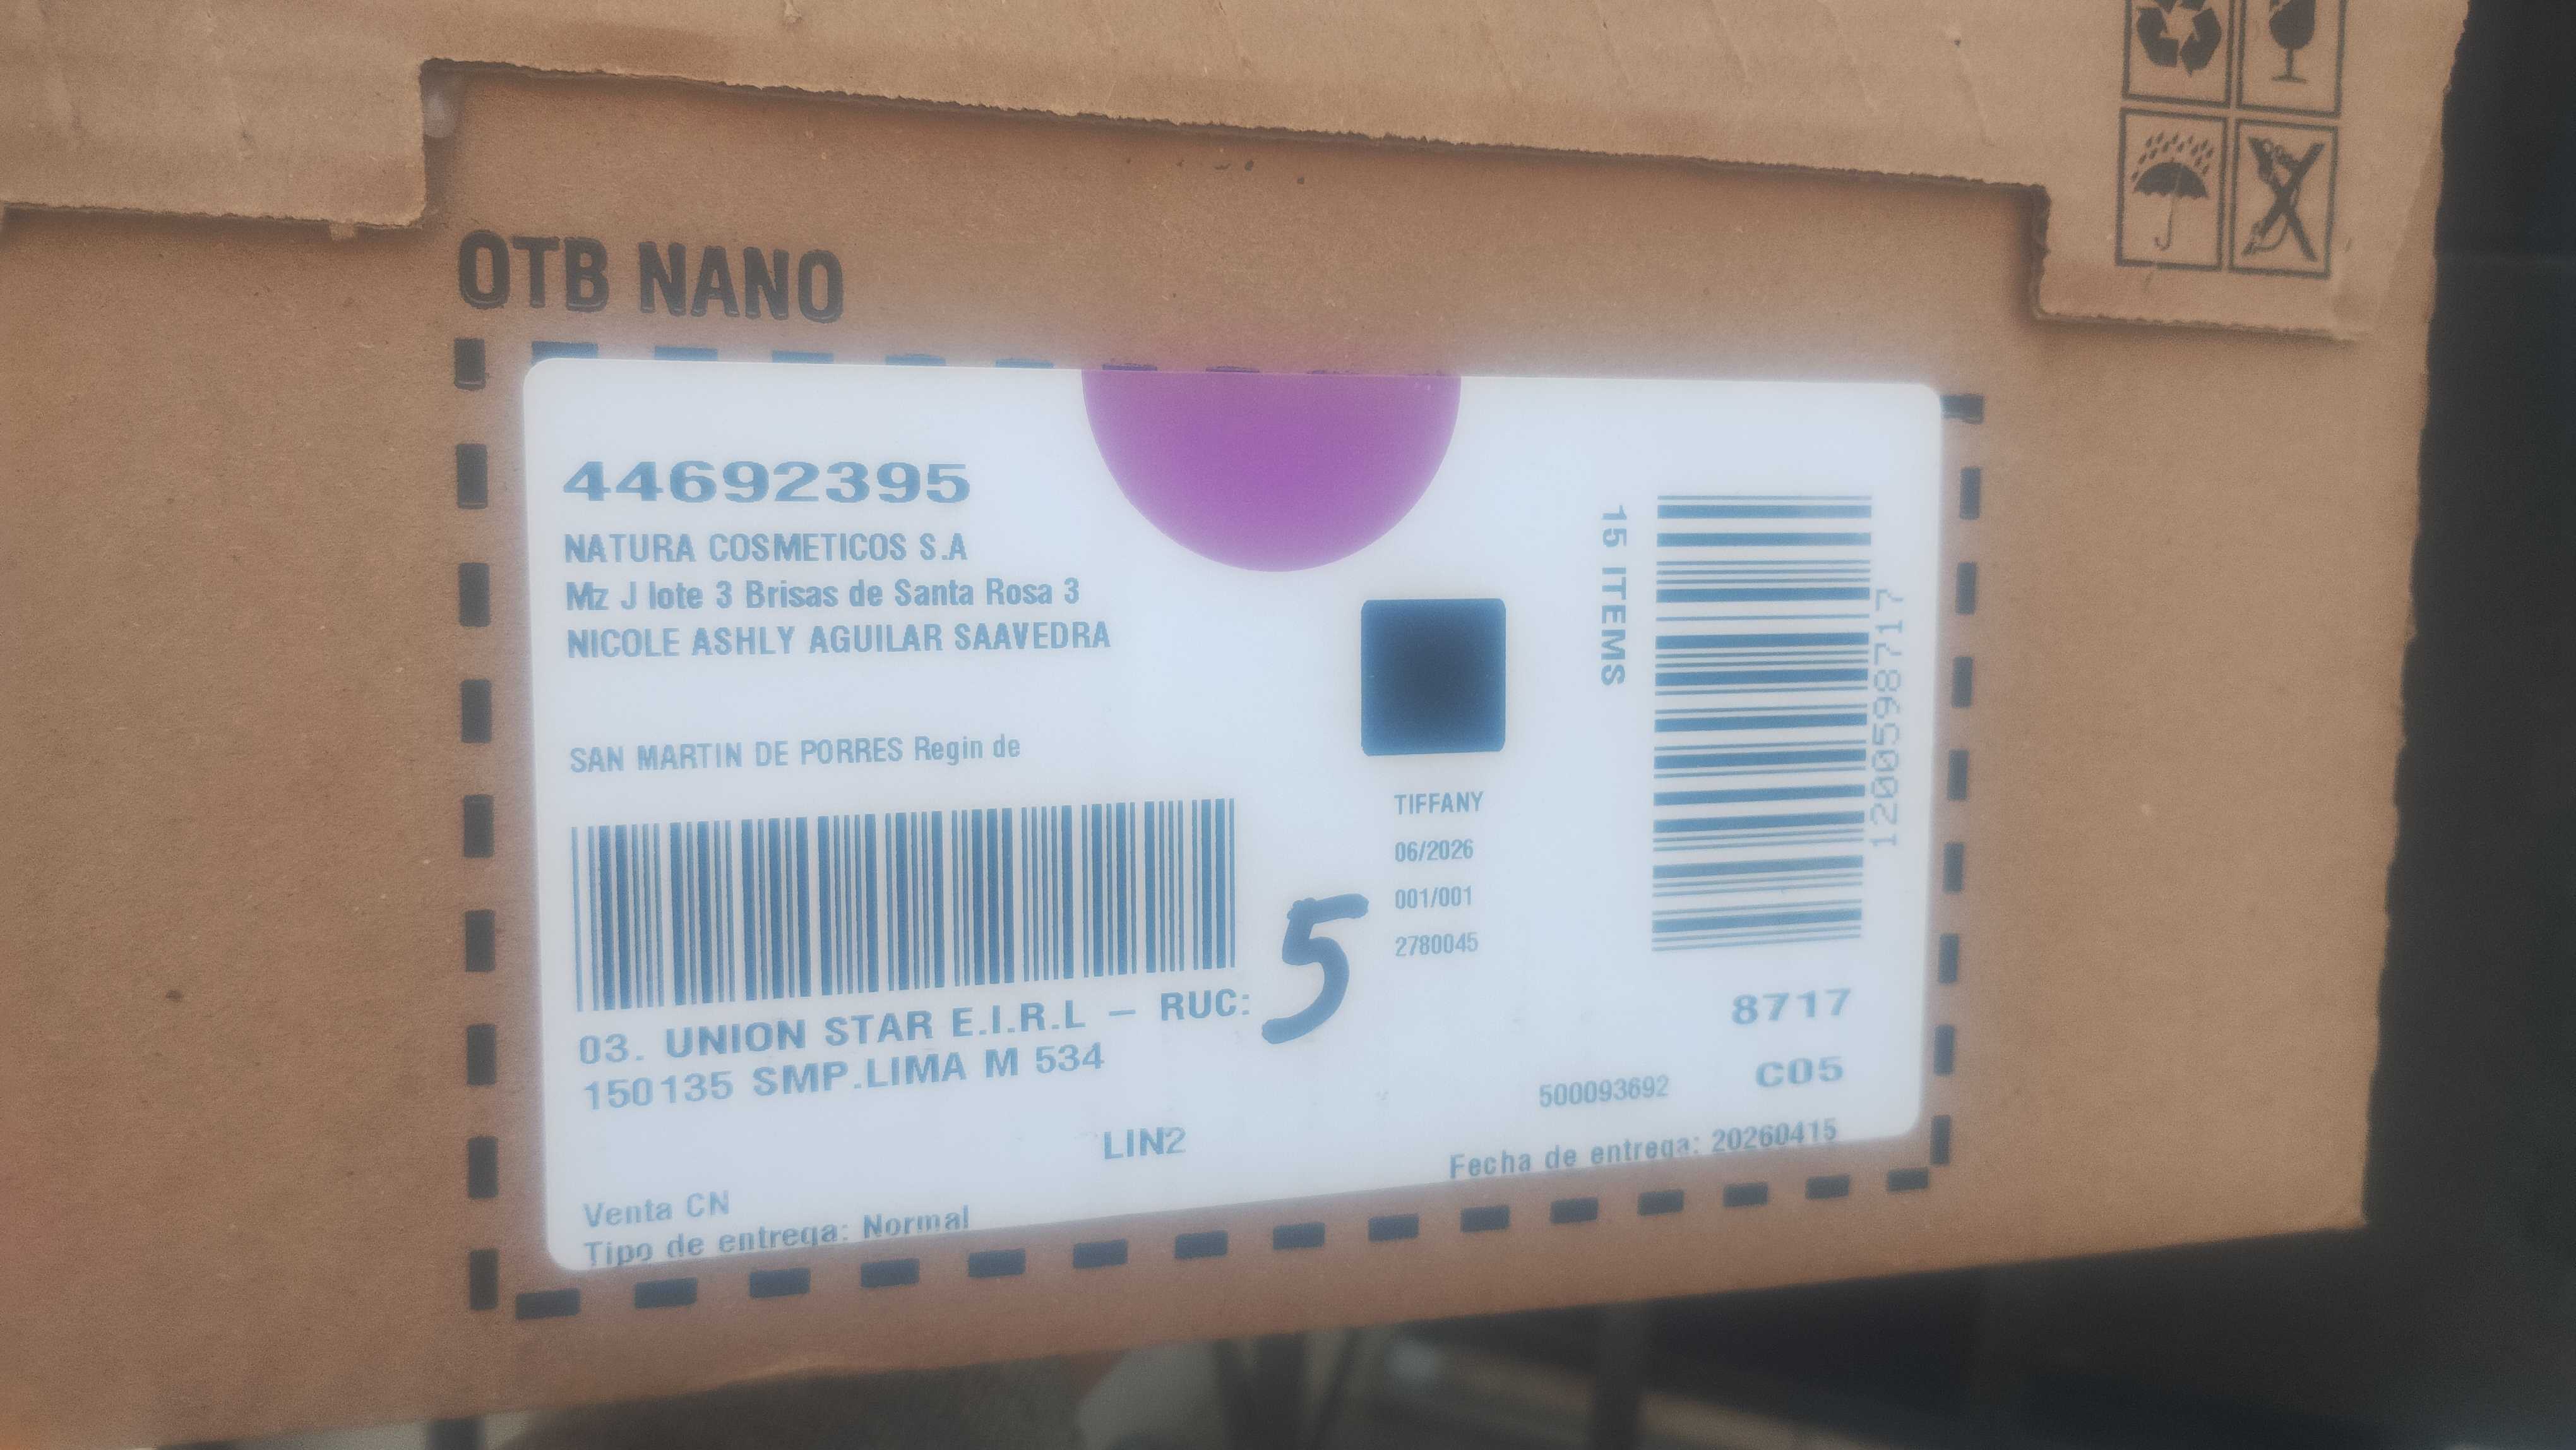 OTB NANO
44692395
NATURA COSMETICOS S.A
Mz J lote 3 Brisas de Santa Rosa 3
NICOLE ASHLY AGUILAR SAAVEDRA
SAN MARTIN DE PORRES Regin de
03. UNION STAR E.I.R.L – RUC:
150135 SMP.LIMA M 534
LIN2
Venta CN
Tipo de entrega: Normal
5
TIFFANY
06/2026
001/001
2780045
15 ITEMS
1200598717
8717
C05
500093692
Fecha de entrega: 20260415